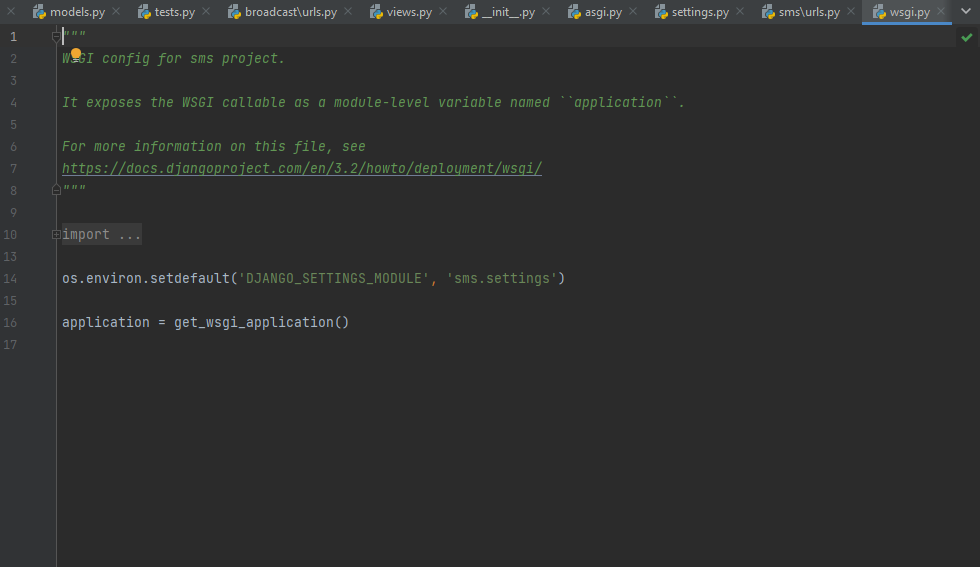 models.py tests.py broadcast\urls.py views.py __init__.py asgi.py settings.py sms\urls.py wsgi.py
1 """
2 WSGI config for sms project.
3
4 It exposes the WSGI callable as a module-level variable named ``application``.
5
6 For more information on this file, see
7 https://docs.djangoproject.com/en/3.2/howto/deployment/wsgi/
8 """
9
10 import ...
13
14 os.environ.setdefault('DJANGO_SETTINGS_MODULE', 'sms.settings')
15
16 application = get_wsgi_application()
17